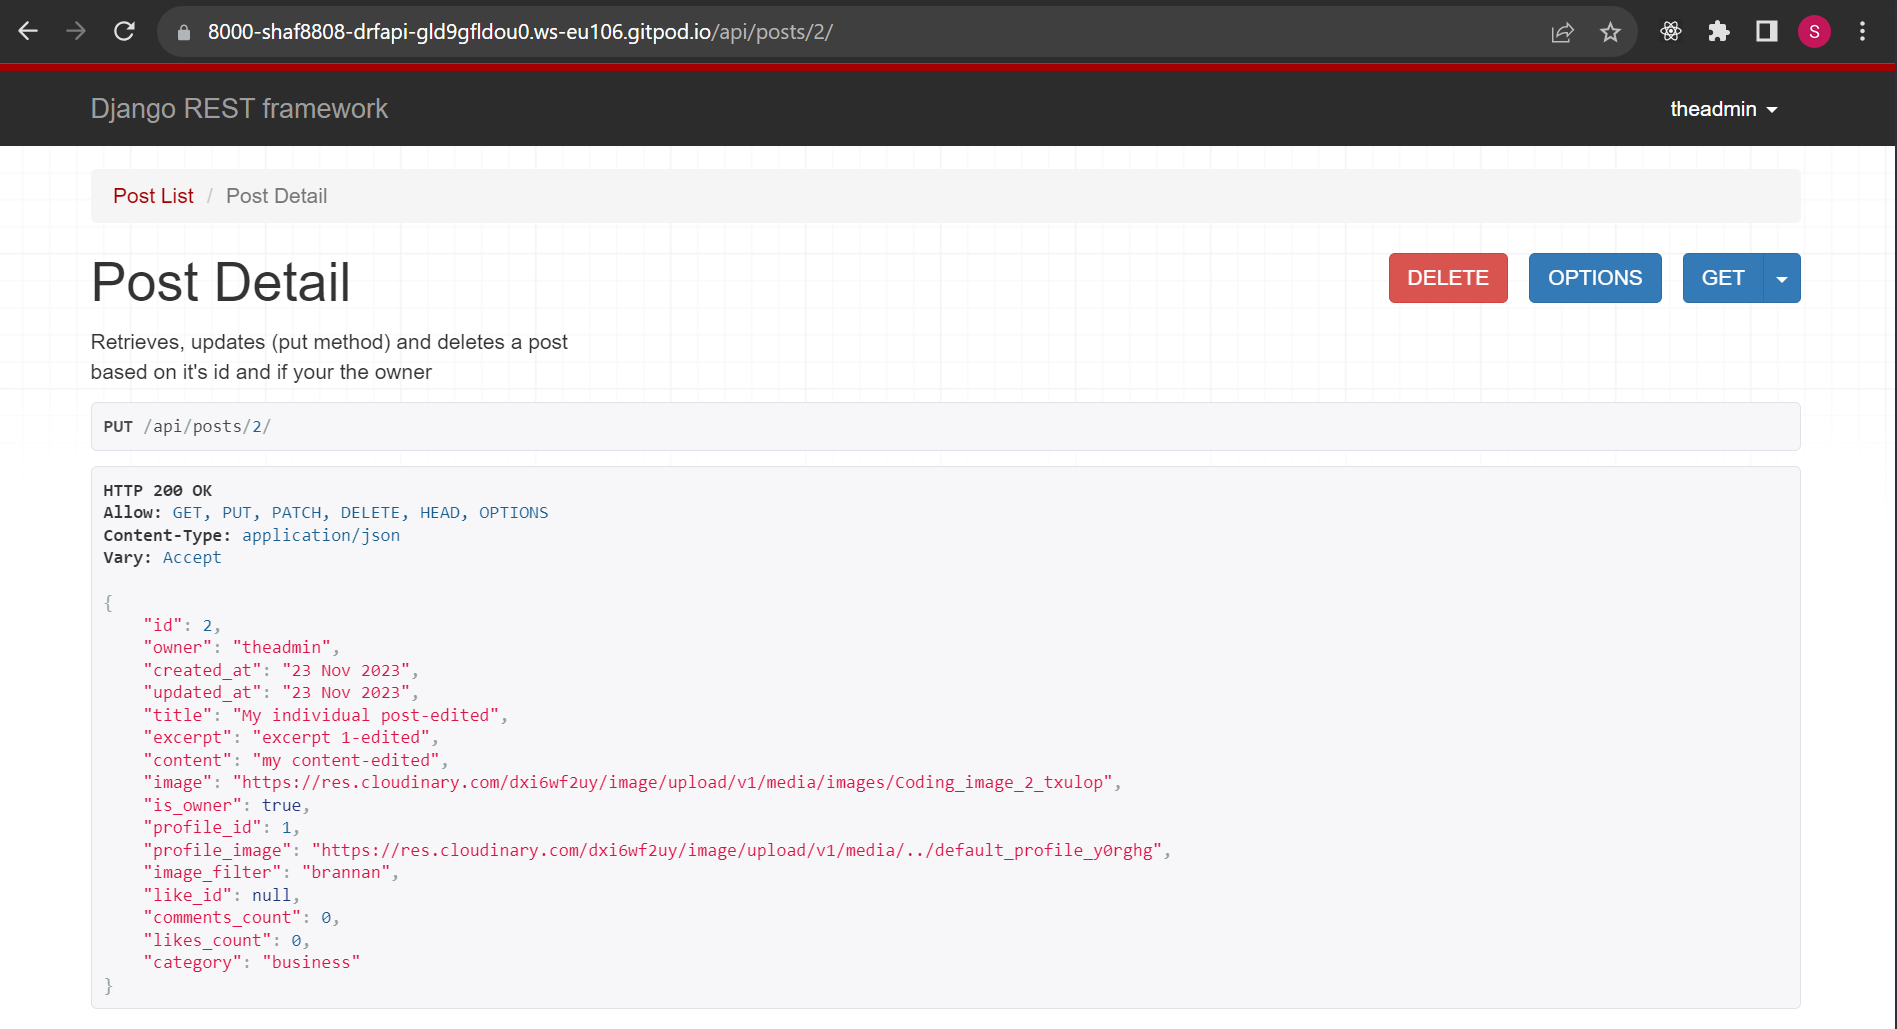 8000-shaf8808-drfapi-gld9gfldou0.ws-eu106.gitpod.io/api/posts/2/
S
Django REST framework
theadmin
Post List / Post Detail
Post Detail
DELETE
OPTIONS
GET
Retrieves, updates (put method) and deletes a post
based on it's id and if your the owner
PUT /api/posts/2/
HTTP 200 OK
Allow: GET, PUT, PATCH, DELETE, HEAD, OPTIONS
Content-Type: application/json
Vary: Accept
{
    "id": 2,
    "owner": "theadmin",
    "created_at": "23 Nov 2023",
    "updated_at": "23 Nov 2023",
    "title": "My individual post-edited",
    "excerpt": "excerpt 1-edited",
    "content": "my content-edited",
    "image": "https://res.cloudinary.com/dxi6wf2uy/image/upload/v1/media/images/Coding_image_2_txulop",
    "is_owner": true,
    "profile_id": 1,
    "profile_image": "https://res.cloudinary.com/dxi6wf2uy/image/upload/v1/media/../default_profile_y0rghg",
    "image_filter": "brannan",
    "like_id": null,
    "comments_count": 0,
    "likes_count": 0,
    "category": "business"
}